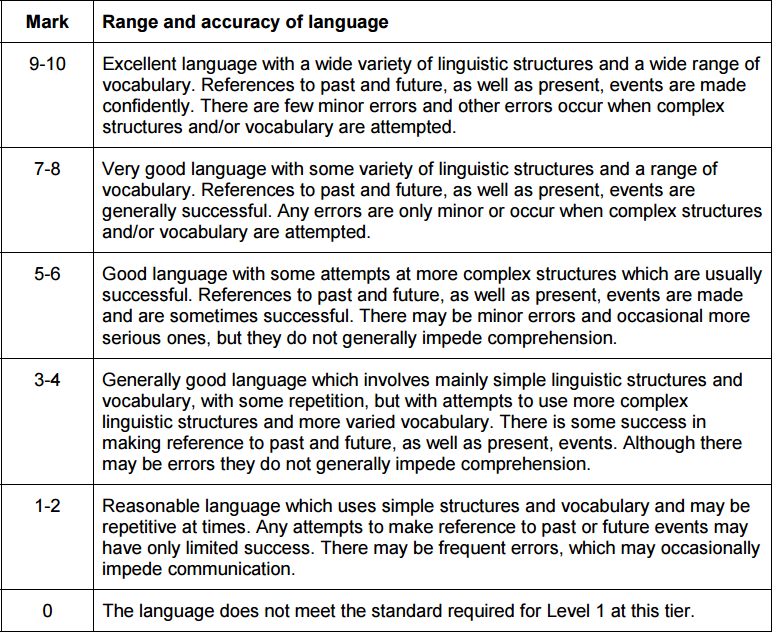 Mark Range and accuracy of language
9-10 Excellent language with a wide variety of linguistic structures and a wide range of
vocabulary. References to past and future, as well as present, events are made
confidently. There are few minor errors and other errors occur when complex
structures and/or vocabulary are attempted.
7-8 Very good language with some variety of linguistic structures and a range of
vocabulary. References to past and future, as well as present, events are
generally successful. Any errors are only minor or occur when complex structures
and/or vocabulary are attempted.
5-6 Good language with some attempts at more complex structures which are usually
successful. References to past and future, as well as present, events are made
and are sometimes successful. There may be minor errors and occasional more
serious ones, but they do not generally impede comprehension.
3-4 Generally good language which involves mainly simple linguistic structures and
vocabulary, with some repetition, but with attempts to use more complex
linguistic structures and more varied vocabulary. There is some success in
making reference to past and future, as well as present, events. Although there
may be errors they do not generally impede comprehension.
1-2 Reasonable language which uses simple structures and vocabulary and may be
repetitive at times. Any attempts to make reference to past or future events may
have only limited success. There may be frequent errors, which may occasionally
impede communication.
0 The language does not meet the standard required for Level 1 at this tier.